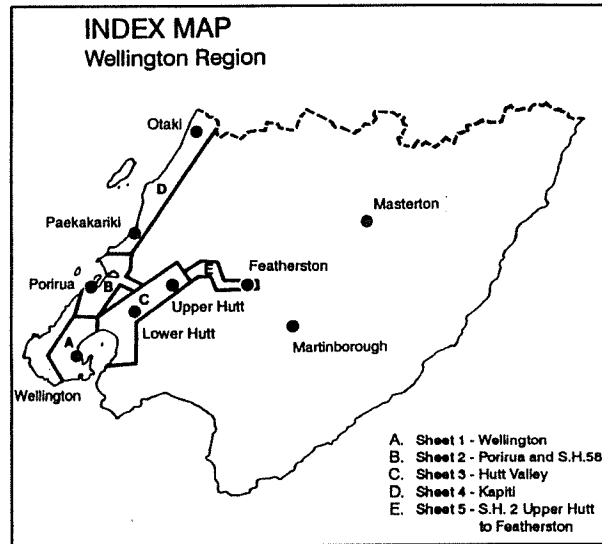 INDEX MAP
Wellington Region
Otaki
D
Masterton
Paekakariki
E
Featherston
Porirua
B
C
Upper Hutt
Lower Hutt
Martinborough
A
Wellington
A. Sheet 1 - Wellington
B. Sheet 2 - Porirua and S.H.58
C. Sheet 3 - Hutt Valley
D. Sheet 4 - Kapiti
E. Sheet 5 - S.H. 2 Upper Hutt
to Featherston